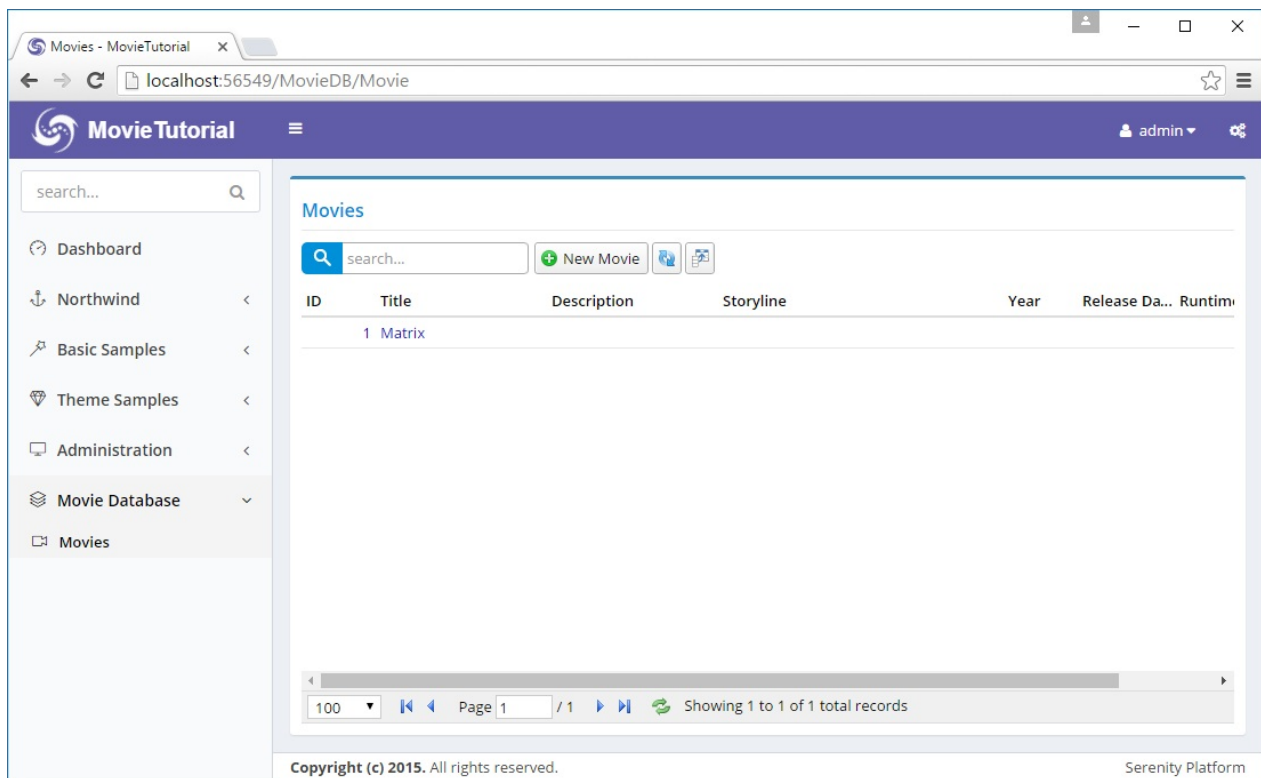 Movies - MovieTutorial
localhost:56549/MovieDB/Movie
MovieTutorial
admin
search...
Dashboard
Northwind
Basic Samples
Theme Samples
Administration
Movie Database
Movies
Movies
search...
New Movie
ID Title Description Storyline Year Release Da... Runtime
1 Matrix
100 Page 1 / 1 Showing 1 to 1 of 1 total records
Copyright (c) 2015. All rights reserved.
Serenity Platform